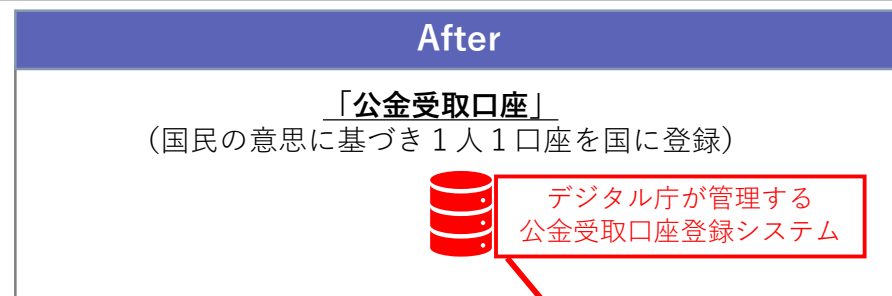 After
「公金受取口座」
（国民の意思に基づき１人１口座を国に登録）
デジタル庁が管理する
公金受取口座登録システム